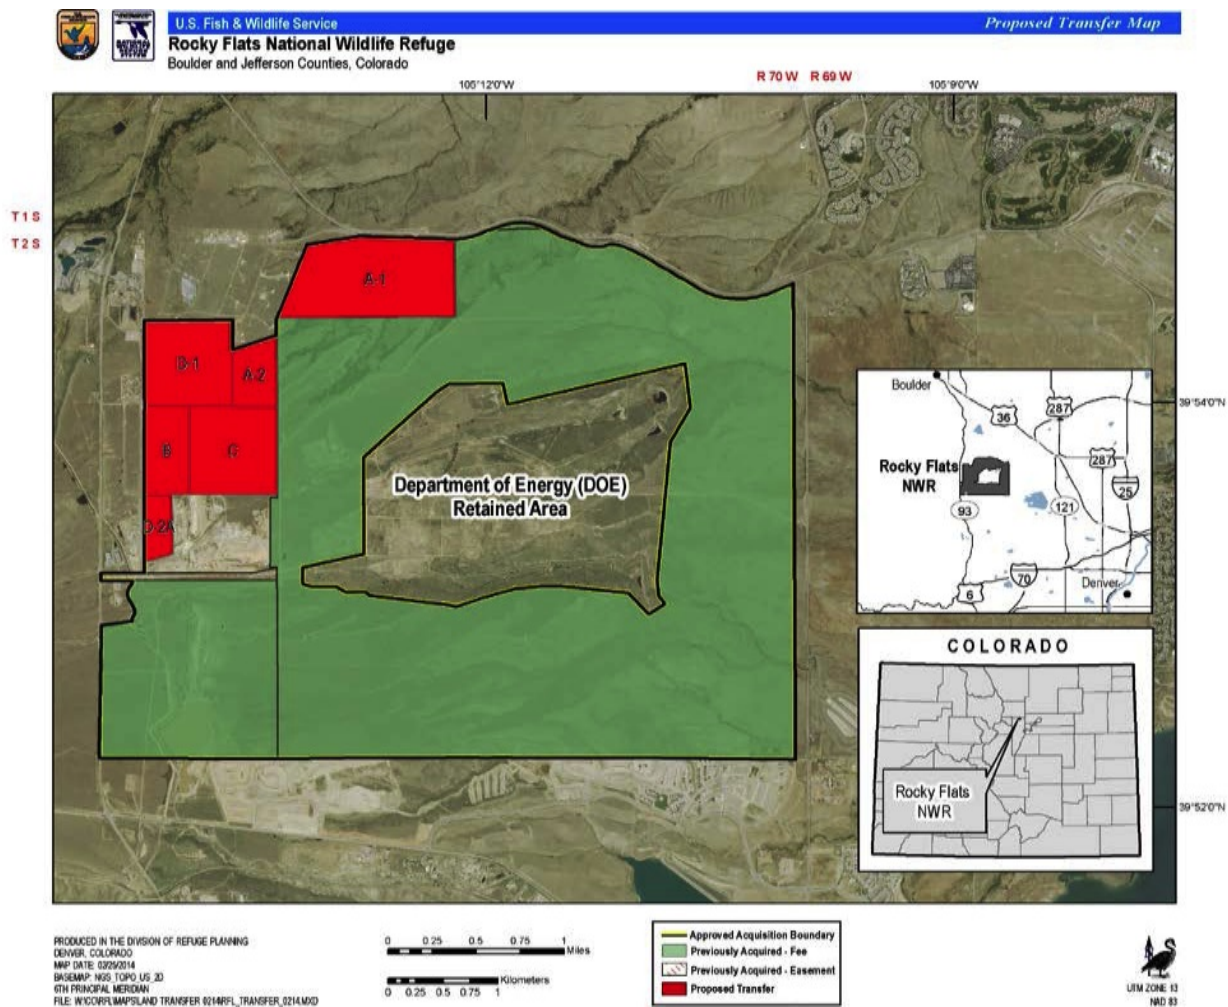 U.S. Fish & Wildlife Service
Proposed Transfer Map
Rocky Flats National Wildlife Refuge
Boulder and Jefferson Counties, Colorado
R 70 W R 69 W
105°12'0"W
105°9'0"W
T 1 S
T 2 S
A-1
D-1
A-2
B
C
D-2A
Department of Energy (DOE)
Retained Area
39°54'0"N
39°52'0"N
Boulder
36
287
287
Rocky Flats
NWR
25
93
121
70
6
Denver
COLORADO
Rocky Flats
NWR
PRODUCED IN THE DIVISION OF REFUGE PLANNING
DENVER, COLORADO
MAP DATE: 03/25/2014
BASEMAP: NGS_TOPO_US_2D
6TH PRINCIPAL MERIDIAN
0 0.25 0.5 0.75 1
Miles
Kilometers
0 0.25 0.5 0.75 1
Approved Acquisition Boundary
Previously Acquired - Fee
Previously Acquired - Easement
Proposed Transfer
UTM ZONE 13
NAD 83